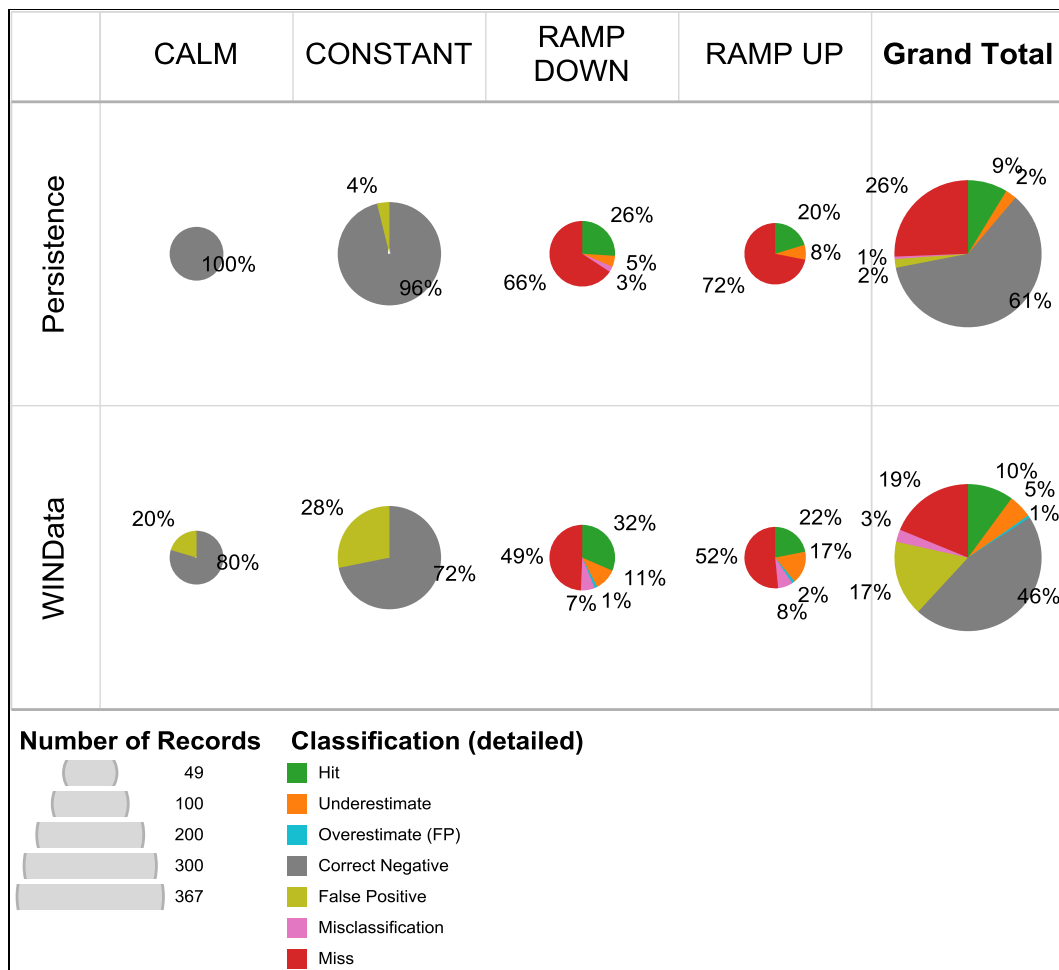 CALM
CONSTANT
RAMP
DOWN
RAMP UP
Grand Total
Persistence
100%
4%
96%
26%
5%
3%
66%
20%
8%
72%
9%
2%
26%
1%
2%
61%
WINData
20%
80%
28%
72%
32%
49%
11%
1%
7%
22%
52%
17%
2%
8%
10%
5%
1%
19%
3%
17%
46%
Number of Records
49
100
200
300
367
Classification (detailed)
Hit
Underestimate
Overestimate (FP)
Correct Negative
False Positive
Misclassification
Miss